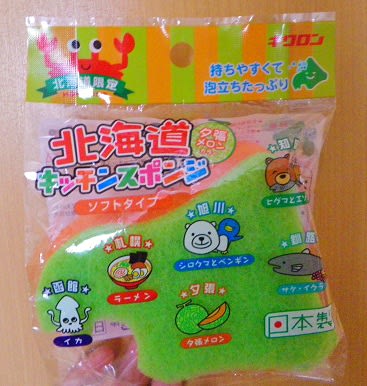 キクロン
北海道限定
持ちやすくて
泡立ちたっぷり
北海道
キッチンスポンジ
夕張
メロン
ソフトタイプ
知
ヒグマとエゾ
旭川
シロクマとペンギン
釧路
サケ・イクラ
札幌
ラーメン
函館
イカ
夕張
夕張メロン
日本製